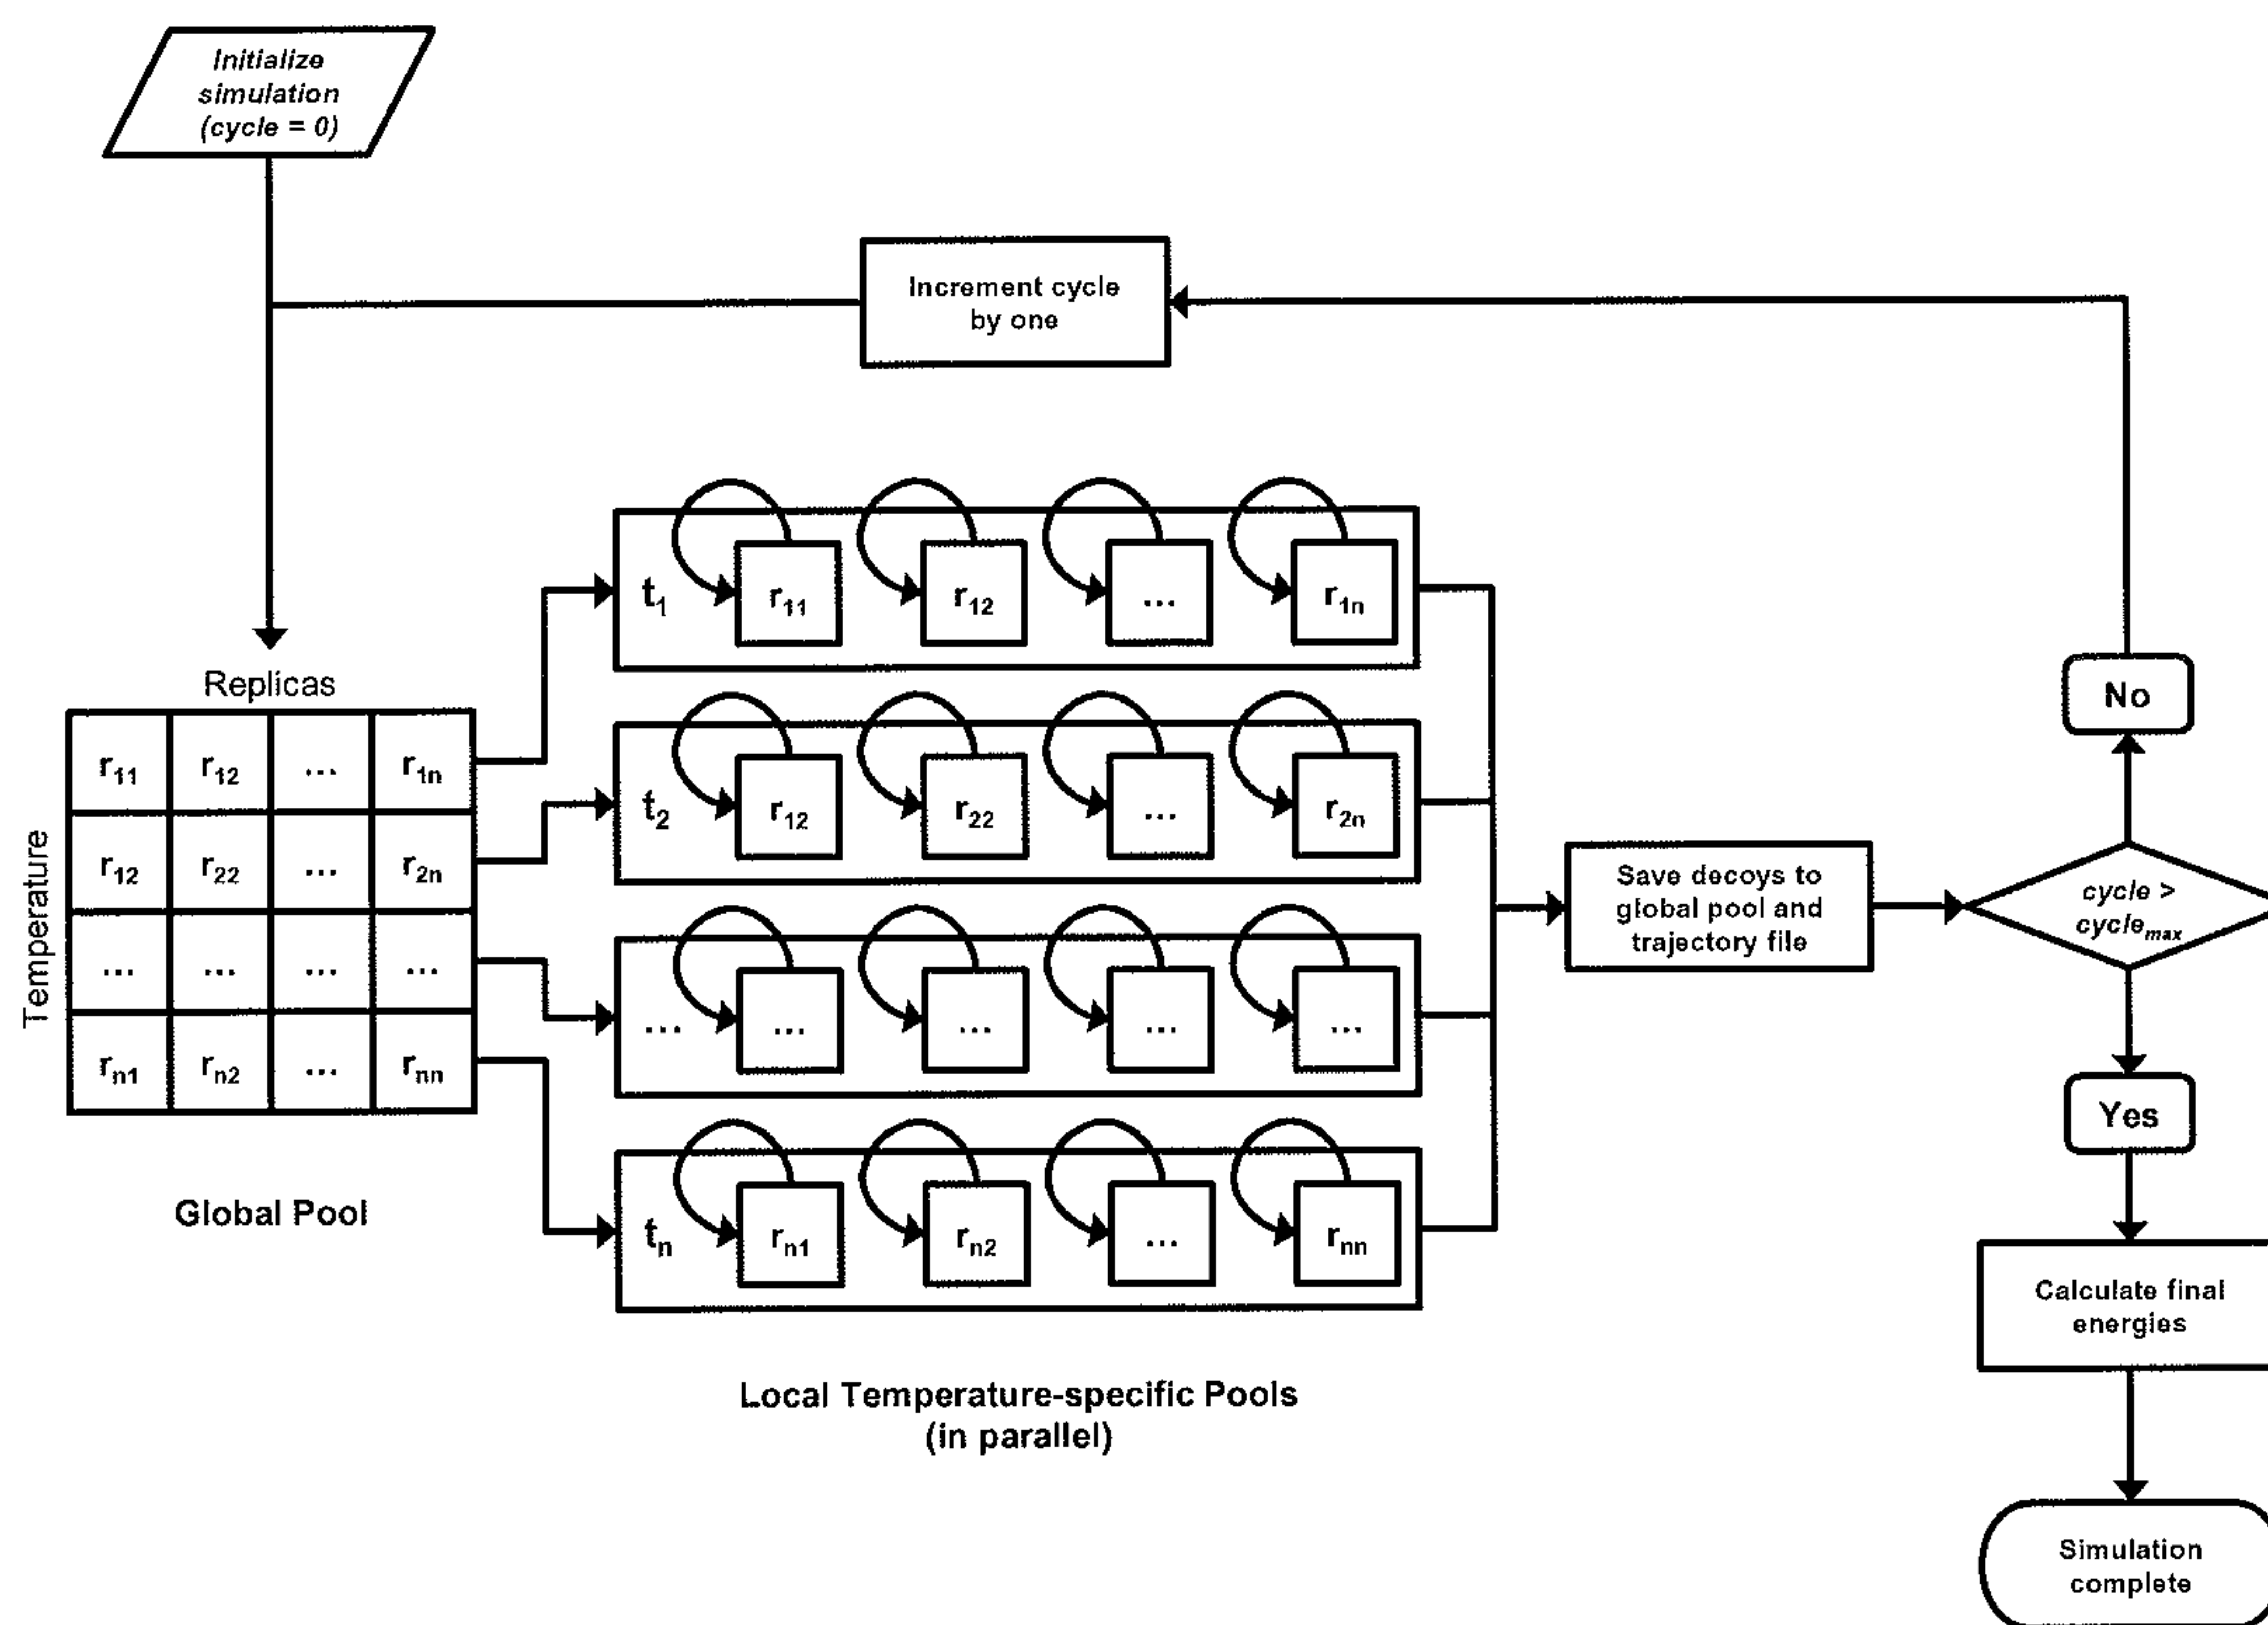 Initialize
simulation
(cycle = 0)
Increment cycle
by one
Replicas
Temperature
r11 r12 ... r1n
r12 r22 ... r2n
... ... ... ...
rn1 rn2 ... rnn
Global Pool
t1 r11 r12 ... r1n
t2 r12 r22 ... r2n
... ... ... ... ...
tn rn1 rn2 ... rnn
Local Temperature-specific Pools
(in parallel)
Save decoys to
global pool and
trajectory file
No
cycle >
cyclemax
Yes
Calculate final
energies
Simulation
complete